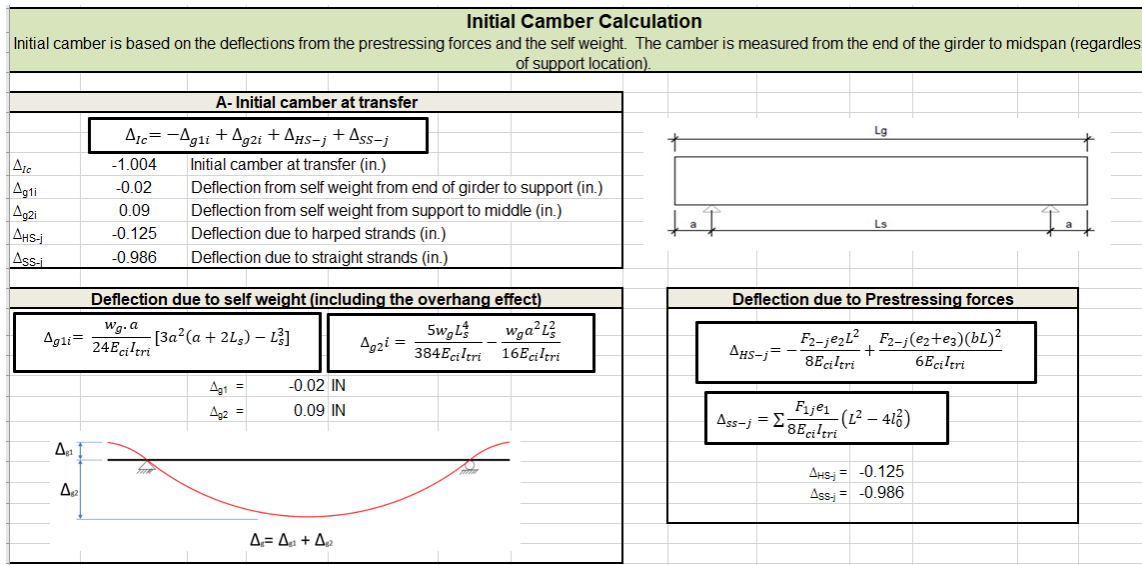 Initial Camber Calculation
Initial camber is based on the deflections from the prestressing forces and the self weight. The camber is measured from the end of the girder to midspan (regardles
of support location).
A- Initial camber at transfer
Δ_Ic = −Δ_g1i + Δ_g2i + Δ_HS−j + Δ_SS−j
Δ_Ic -1.004 Initial camber at transfer (in.)
Δ_g1i -0.02 Deflection from self weight from end of girder to support (in.)
Δ_g2i 0.09 Deflection from self weight from support to middle (in.)
Δ_HS-j -0.125 Deflection due to harped strands (in.)
Δ_SS-j -0.986 Deflection due to straight strands (in.)
Lg
a Ls a
Deflection due to self weight (including the overhang effect)
Δ_g1i = w_g.a / 24E_ci I_tri [3a²(a + 2L_s) − L_s³]
Δ_g2 i = 5w_g L_s⁴ / 384E_ci I_tri − w_g a² L_s² / 16E_ci I_tri
Δ_g1 = -0.02 IN
Δ_g2 = 0.09 IN
Δ_g1
Δ_g2
Δ_g= Δ_g1 + Δ_g2
Deflection due to Prestressing forces
Δ_HS−j = − F_2−j e_2 L² / 8E_ci I_tri + F_2−j (e_2+e_3)(bL)² / 6E_ci I_tri
Δ_ss−j = Σ F_1j e_1 / 8E_ci I_tri (L² − 4l_0²)
Δ_HS-j = -0.125
Δ_SS-j = -0.986